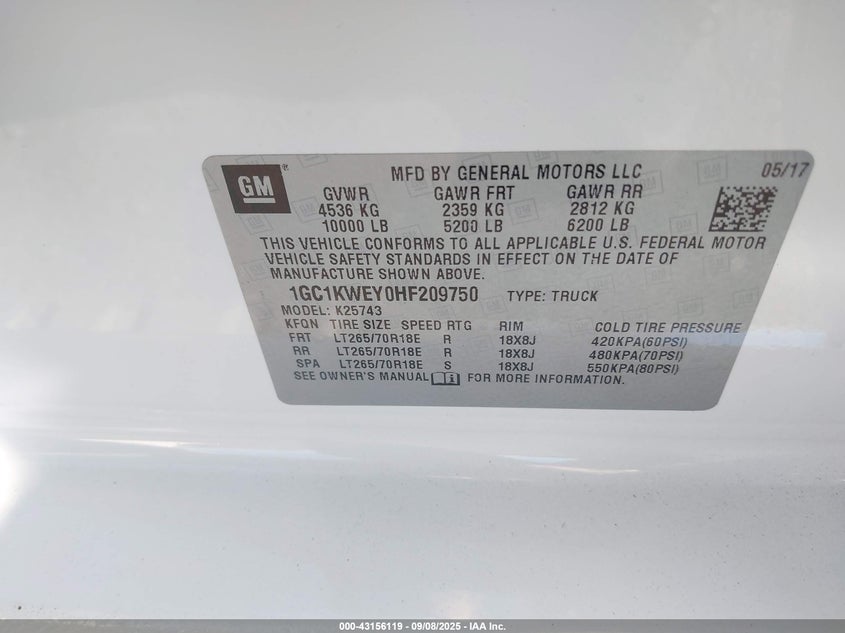 GM ® MFD BY GENERAL MOTORS LLC 05/17
GVWR GAWR FRT GAWR RR
4536 KG 2359 KG 2812 KG
10000 LB 5200 LB 6200 LB
THIS VEHICLE CONFORMS TO ALL APPLICABLE U.S. FEDERAL MOTOR
VEHICLE SAFETY STANDARDS IN EFFECT ON THE DATE OF
MANUFACTURE SHOWN ABOVE.
1GC1KWEY0HF209750 TYPE: TRUCK
MODEL: K25743
KFQN TIRE SIZE SPEED RTG RIM COLD TIRE PRESSURE
FRT LT265/70R18E R 18X8J 420KPA(60PSI)
RR LT265/70R18E R 18X8J 480KPA(70PSI)
SPA LT265/70R18E S 18X8J 550KPA(80PSI)
SEE OWNER'S MANUAL FOR MORE INFORMATION.
000-43156119 - 09/08/2025 - IAA Inc.